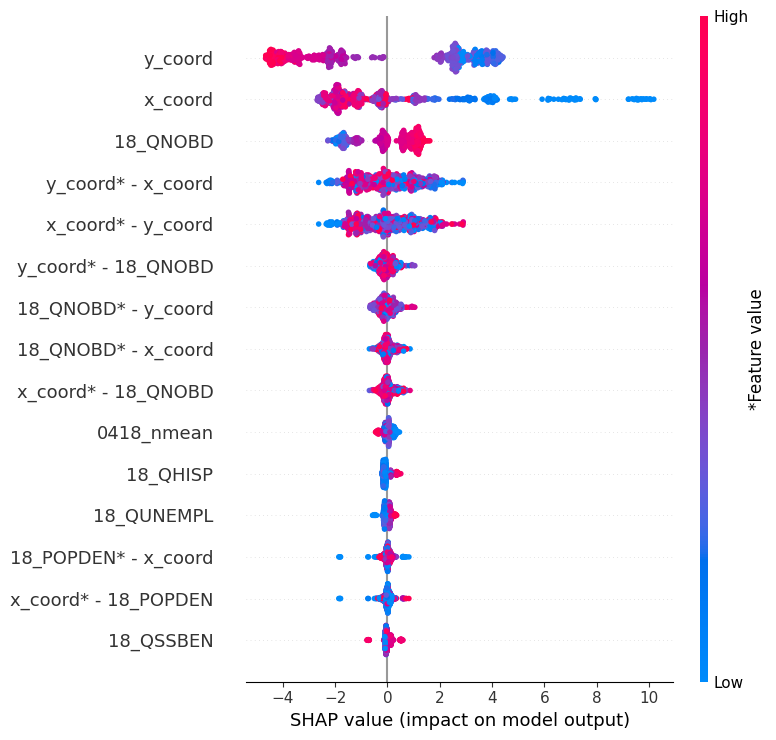 High
y_coord
x_coord
18_QNOBD
y_coord* - x_coord
x_coord* - y_coord
y_coord* - 18_QNOBD
18_QNOBD* - y_coord
18_QNOBD* - x_coord
x_coord* - 18_QNOBD
0418_nmean
18_QHISP
18_QUNEMPL
18_POPDEN* - x_coord
x_coord* - 18_POPDEN
18_QSSBEN
*Feature value
Low
−4 −2 0 2 4 6 8 10
SHAP value (impact on model output)